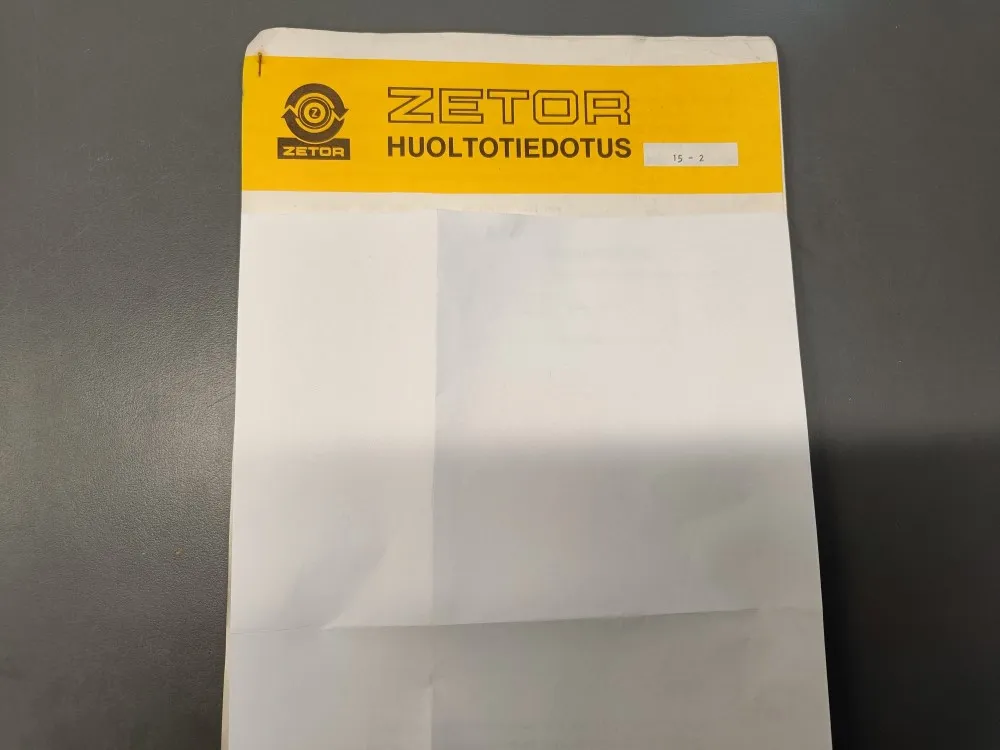 Z
ZETOR
ZETOR
HUOLTOTIEDOTUS
15 - 2